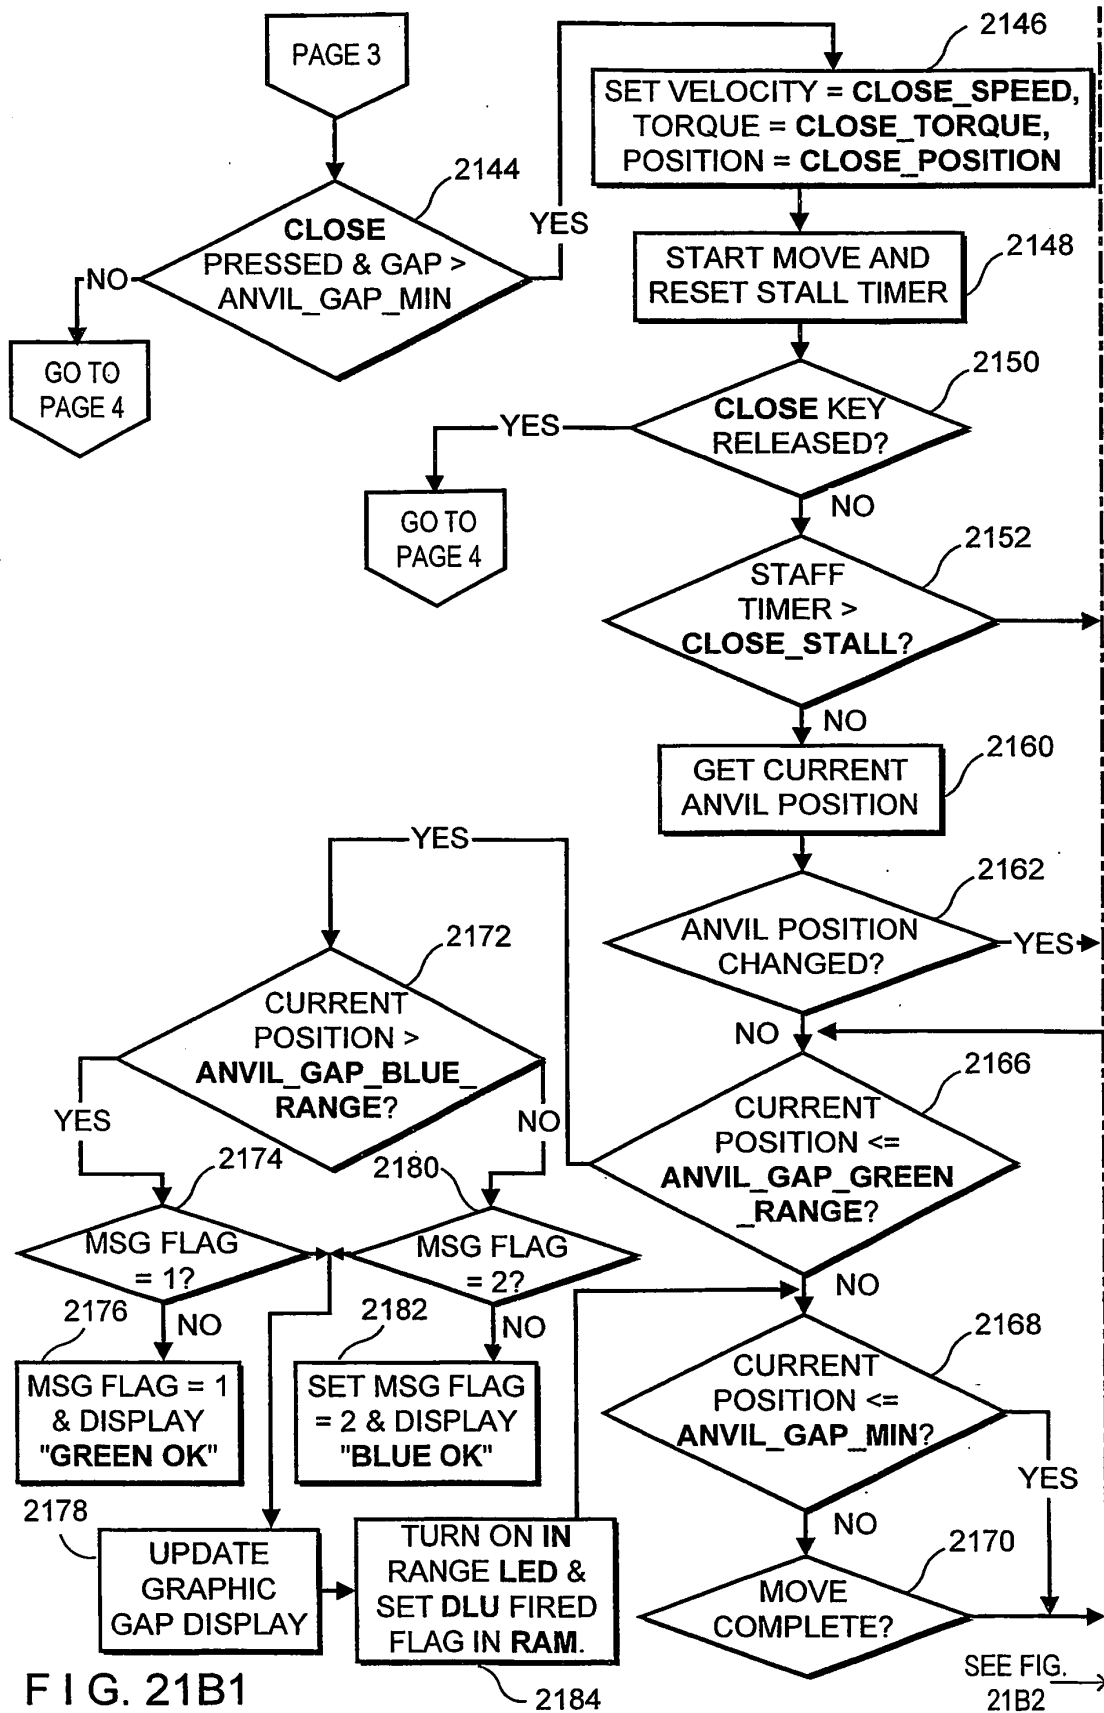 PAGE 3
2144
CLOSE
PRESSED & GAP >
ANVIL_GAP_MIN
NO
GO TO
PAGE 4
YES
2146
SET VELOCITY = CLOSE_SPEED,
TORQUE = CLOSE_TORQUE,
POSITION = CLOSE_POSITION
2148
START MOVE AND
RESET STALL TIMER
2150
CLOSE KEY
RELEASED?
YES
GO TO
PAGE 4
NO
2152
STAFF
TIMER >
CLOSE_STALL?
NO
2160
GET CURRENT
ANVIL POSITION
2162
ANVIL POSITION
CHANGED?
YES
NO
2166
CURRENT
POSITION <=
ANVIL_GAP_GREEN
_RANGE?
YES
NO
2172
CURRENT
POSITION >
ANVIL_GAP_BLUE_
RANGE?
YES
NO
2174
MSG FLAG
= 1?
NO
2180
MSG FLAG
= 2?
NO
2176
MSG FLAG = 1
& DISPLAY
"GREEN OK"
2182
SET MSG FLAG
= 2 & DISPLAY
"BLUE OK"
2178
UPDATE
GRAPHIC
GAP DISPLAY
TURN ON IN
RANGE LED &
SET DLU FIRED
FLAG IN RAM.
2184
2168
CURRENT
POSITION <=
ANVIL_GAP_MIN?
YES
NO
2170
MOVE
COMPLETE?
SEE FIG.
21B2
FIG. 21B1